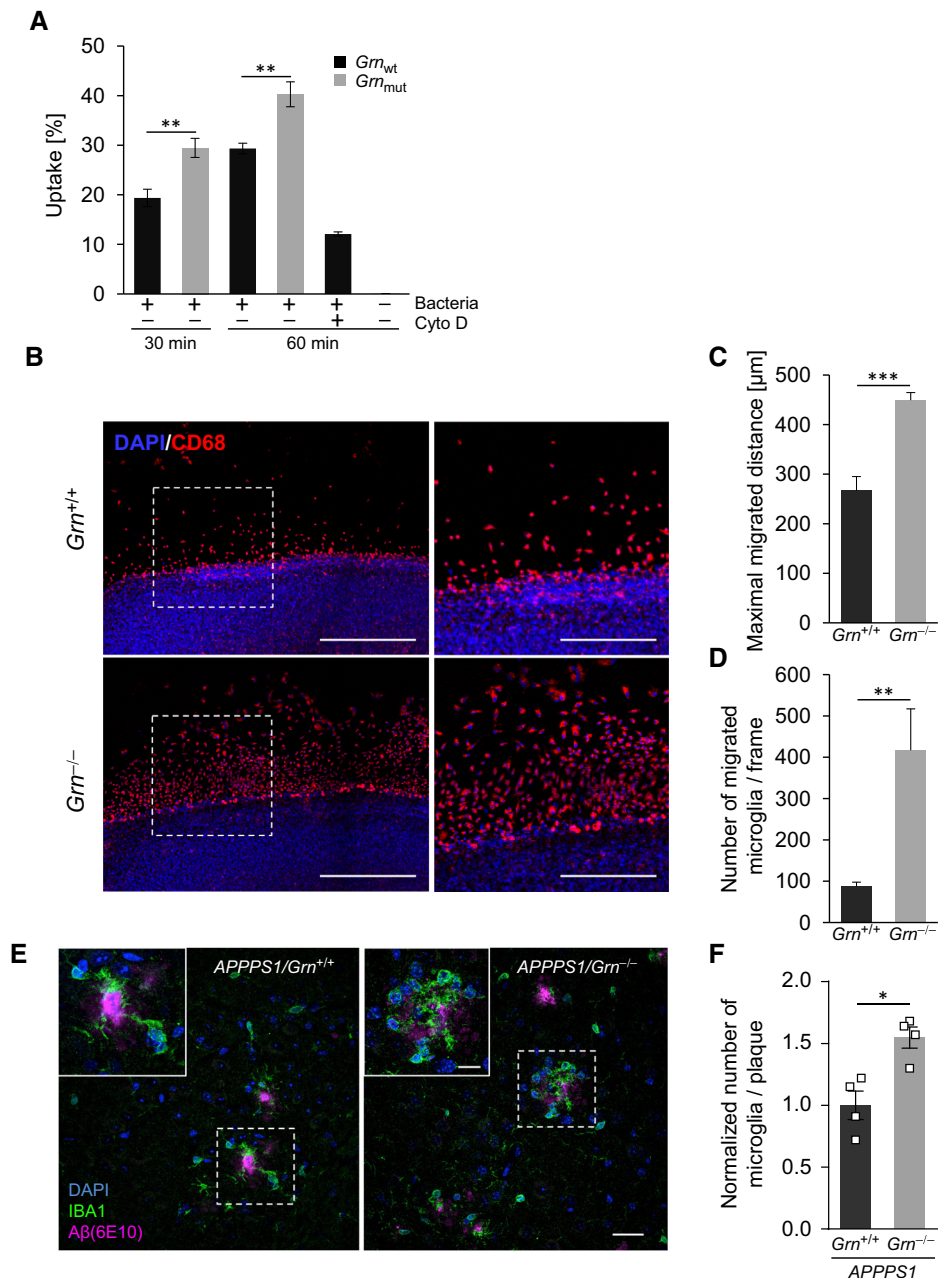 A
Uptake [%]
50
40
30
20
10
0
**
**
Grn_wt
Grn_mut
+ + + + + − Bacteria
− − − − + − Cyto D
30 min 60 min
B
DAPI/CD68
Grn+/+
Grn−/−
C
Maximal migrated distance [µm]
500
400
300
200
100
0
***
Grn+/+ Grn−/−
D
Number of migrated
microglia / frame
600
500
400
300
200
100
0
**
Grn+/+ Grn−/−
E
APPPS1/Grn+/+
APPPS1/Grn−/−
DAPI
IBA1
Aβ(6E10)
F
Normalized number of
microglia / plaque
2.0
1.5
1.0
0.5
0.0
*
Grn+/+ Grn−/−
APPPS1